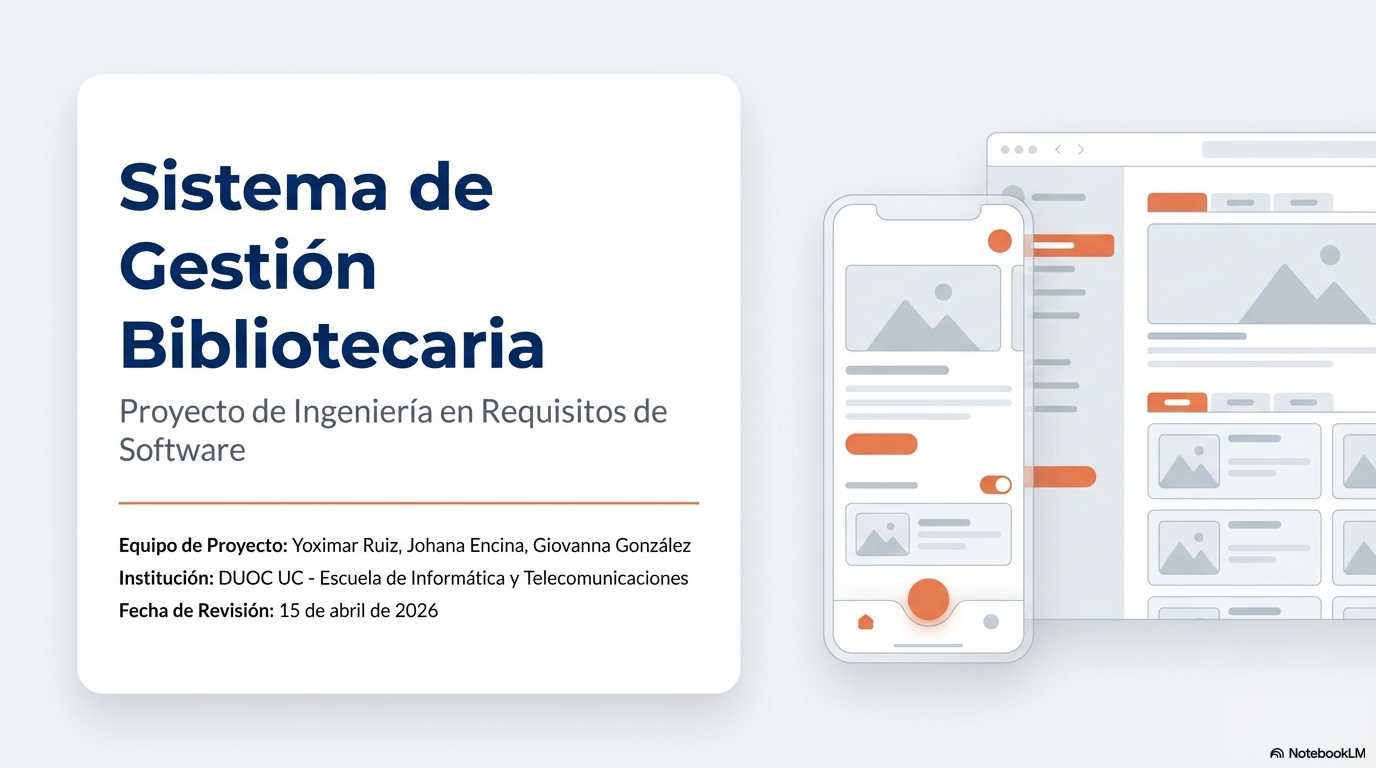 Sistema de
Gestión
Bibliotecaria
Proyecto de Ingeniería en Requisitos de
Software
Equipo de Proyecto: Yoximar Ruiz, Johana Encina, Giovanna González
Institución: DUOC UC - Escuela de Informática y Telecomunicaciones
Fecha de Revisión: 15 de abril de 2026
NotebookLM